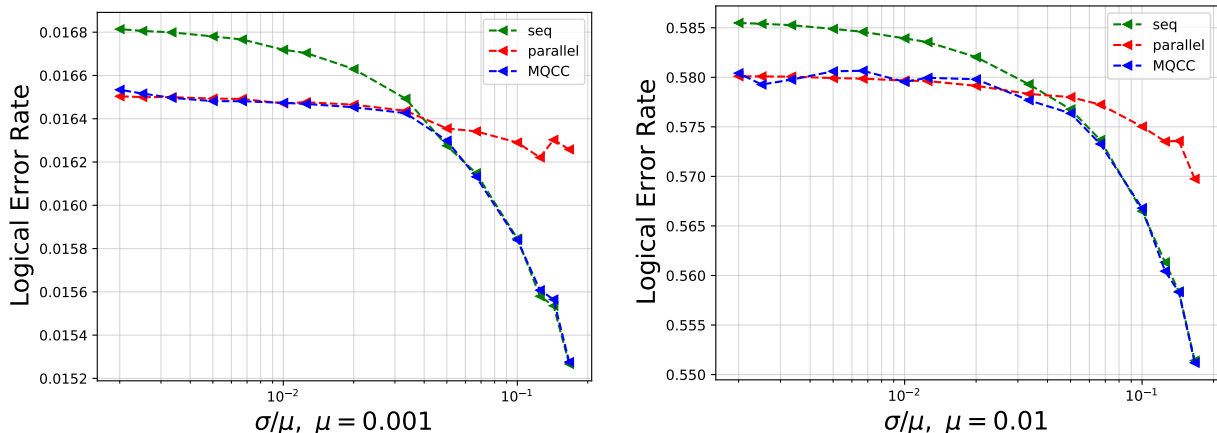 0.0168
0.0166
0.0164
0.0162
0.0160
0.0158
0.0156
0.0154
0.0152
Logical Error Rate
seq
parallel
MQCC
10⁻²
10⁻¹
σ/μ, μ = 0.001
0.585
0.580
0.575
0.570
0.565
0.560
0.555
0.550
Logical Error Rate
seq
parallel
MQCC
10⁻²
10⁻¹
σ/μ, μ = 0.01